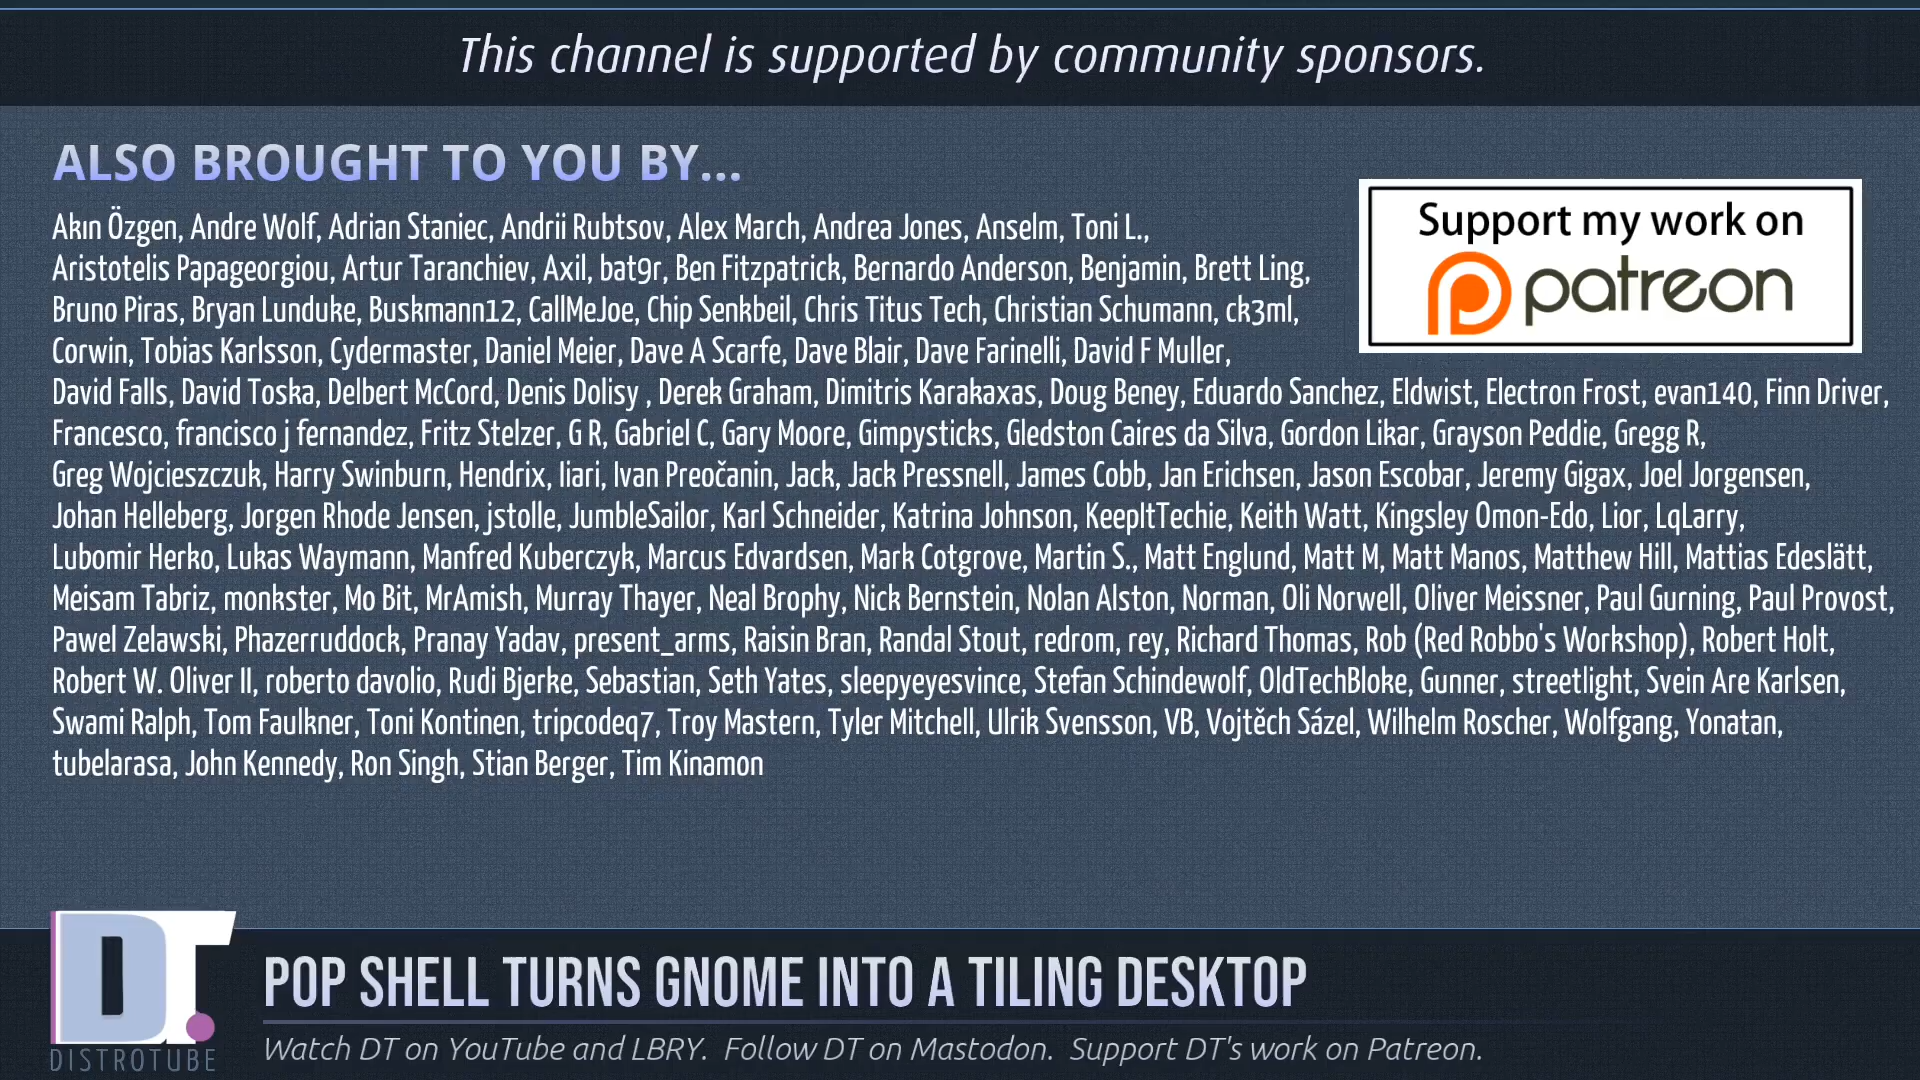 This channel is supported by community sponsors.
ALSO BROUGHT TO YOU BY...
Akın Özgen, Andre Wolf, Adrian Staniec, Andrii Rubtsov, Alex March, Andrea Jones, Anselm, Toni L.,
Aristotelis Papageorgiou, Artur Taranchiev, Axil, bat9r, Ben Fitzpatrick, Bernardo Anderson, Benjamin, Brett Ling,
Bruno Piras, Bryan Lunduke, Buskmann12, CallMeJoe, Chip Senkbeil, Chris Titus Tech, Christian Schumann, ck3ml,
Corwin, Tobias Karlsson, Cydermaster, Daniel Meier, Dave A Scarfe, Dave Blair, Dave Farinelli, David F Muller,
David Falls, David Toska, Delbert McCord, Denis Dolisy , Derek Graham, Dimitris Karakaxas, Doug Beney, Eduardo Sanchez, Eldwist, Electron Frost, evan140, Finn Driver,
Francesco, francisco j fernandez, Fritz Stelzer, G R, Gabriel C, Gary Moore, Gimpysticks, Gledston Caires da Silva, Gordon Likar, Grayson Peddie, Gregg R,
Greg Wojcieszczuk, Harry Swinburn, Hendrix, Iiari, Ivan Preočanin, Jack, Jack Pressnell, James Cobb, Jan Erichsen, Jason Escobar, Jeremy Gigax, Joel Jorgensen,
Johan Helleberg, Jorgen Rhode Jensen, jstolle, JumbleSailor, Karl Schneider, Katrina Johnson, KeepItTechie, Keith Watt, Kingsley Omon-Edo, Lior, LqLarry,
Lubomir Herko, Lukas Waymann, Manfred Kuberczyk, Marcus Edvardsen, Mark Cotgrove, Martin S., Matt Englund, Matt M, Matt Manos, Matthew Hill, Mattias Edeslätt,
Meisam Tabriz, monkster, Mo Bit, MrAmish, Murray Thayer, Neal Brophy, Nick Bernstein, Nolan Alston, Norman, Oli Norwell, Oliver Meissner, Paul Gurning, Paul Provost,
Pawel Zelawski, Phazerruddock, Pranay Yadav, present_arms, Raisin Bran, Randal Stout, redrom, rey, Richard Thomas, Rob (Red Robbo's Workshop), Robert Holt,
Robert W. Oliver II, roberto davolio, Rudi Bjerke, Sebastian, Seth Yates, sleepyeyesvince, Stefan Schindewolf, OldTechBloke, Gunner, streetlight, Svein Are Karlsen,
Swami Ralph, Tom Faulkner, Toni Kontinen, tripcodeq7, Troy Mastern, Tyler Mitchell, Ulrik Svensson, VB, Vojtěch Sázel, Wilhelm Roscher, Wolfgang, Yonatan,
tubelarasa, John Kennedy, Ron Singh, Stian Berger, Tim Kinamon
Support my work on
patreon
DT
DISTROTUBE
POP SHELL TURNS GNOME INTO A TILING DESKTOP
Watch DT on YouTube and LBRY. Follow DT on Mastodon. Support DT's work on Patreon.